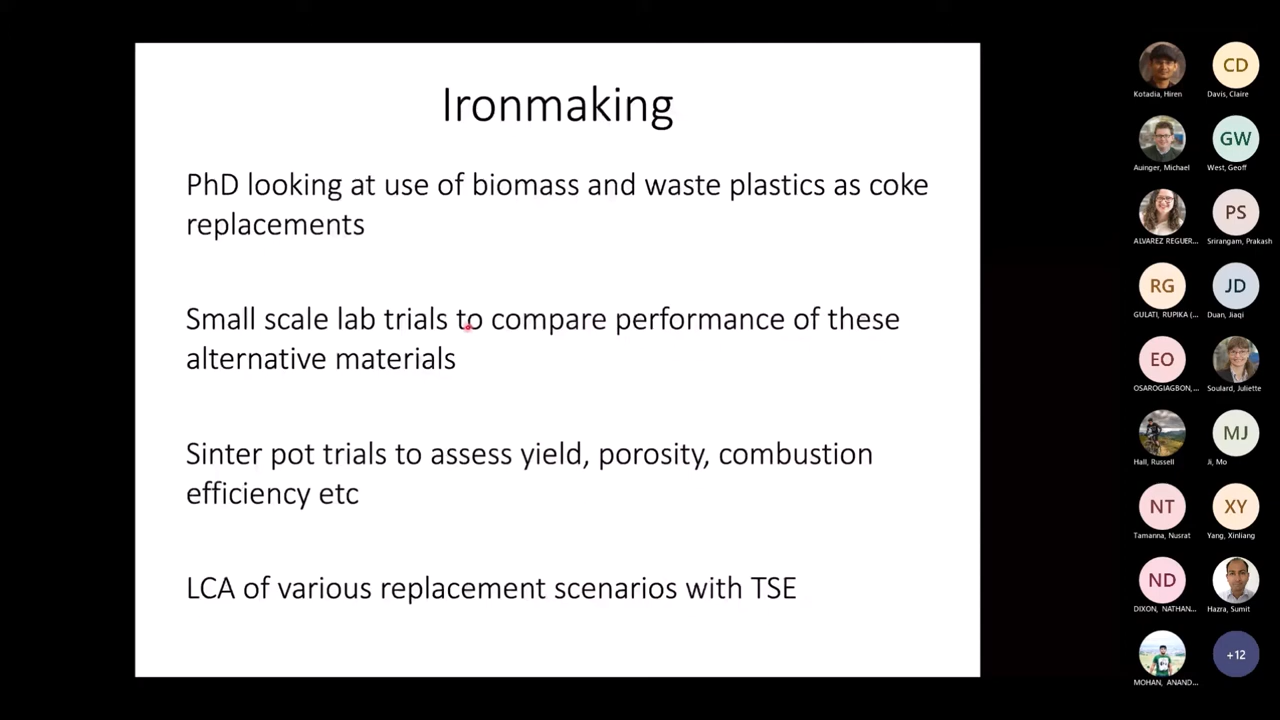 Ironmaking
PhD looking at use of biomass and waste plastics as coke
replacements
Small scale lab trials to compare performance of these
alternative materials
Sinter pot trials to assess yield, porosity, combustion
efficiency etc
LCA of various replacement scenarios with TSE
CD
Kotadia, Hiren
Davis, Claire
GW
Auinger, Michael
West, Geoff
PS
ALVAREZ REGUER...
Srirangam, Prakash
RG
JD
GULATI, RUPIKA (...
Duan, Jiaqi
EO
OSAROGIAGBON,...
Soulard, Juliette
MJ
Hall, Russell
Ji, Mo
NT
XY
Tamanna, Nusrat
Yang, Xinliang
ND
DIXON, NATHAN...
Hazra, Sumit
+12
MOHAN, ANAND...